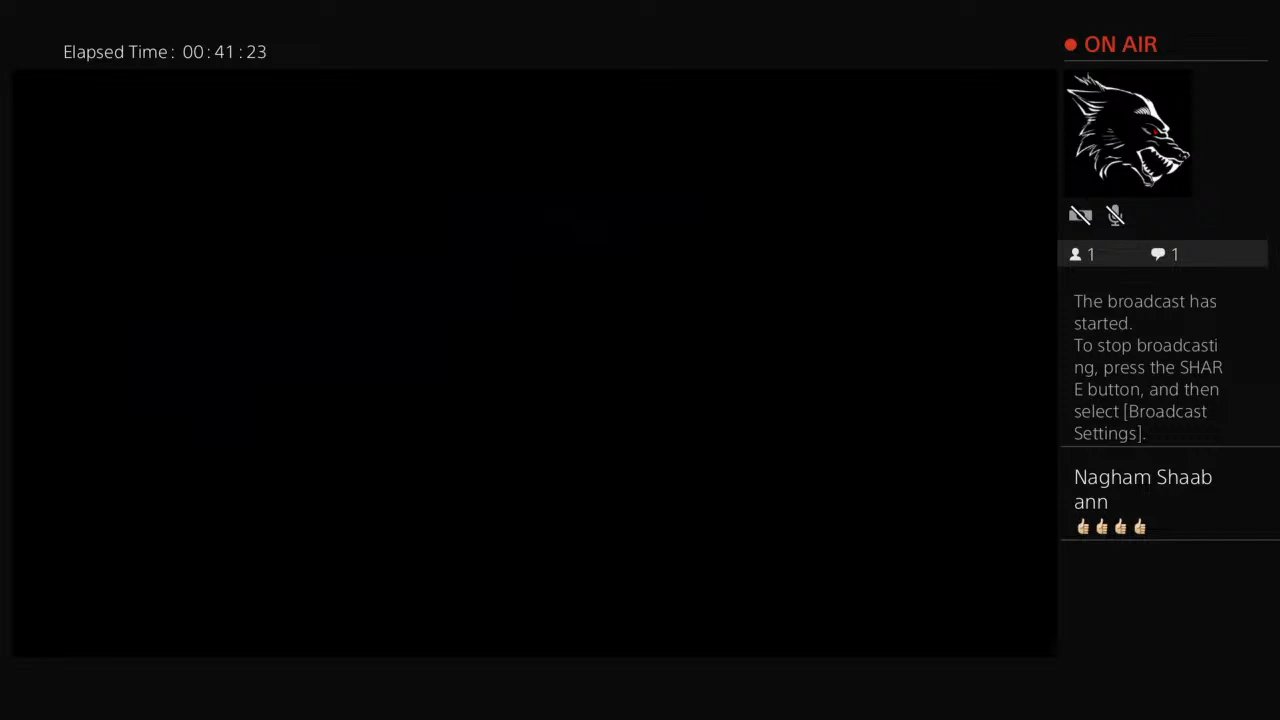 Elapsed Time: 00:41:23
ON AIR
1 1
The broadcast has
started.
To stop broadcasti
ng, press the SHAR
E button, and then
select [Broadcast
Settings].
Nagham Shaab
ann
👍🏼👍🏼👍🏼👍🏼